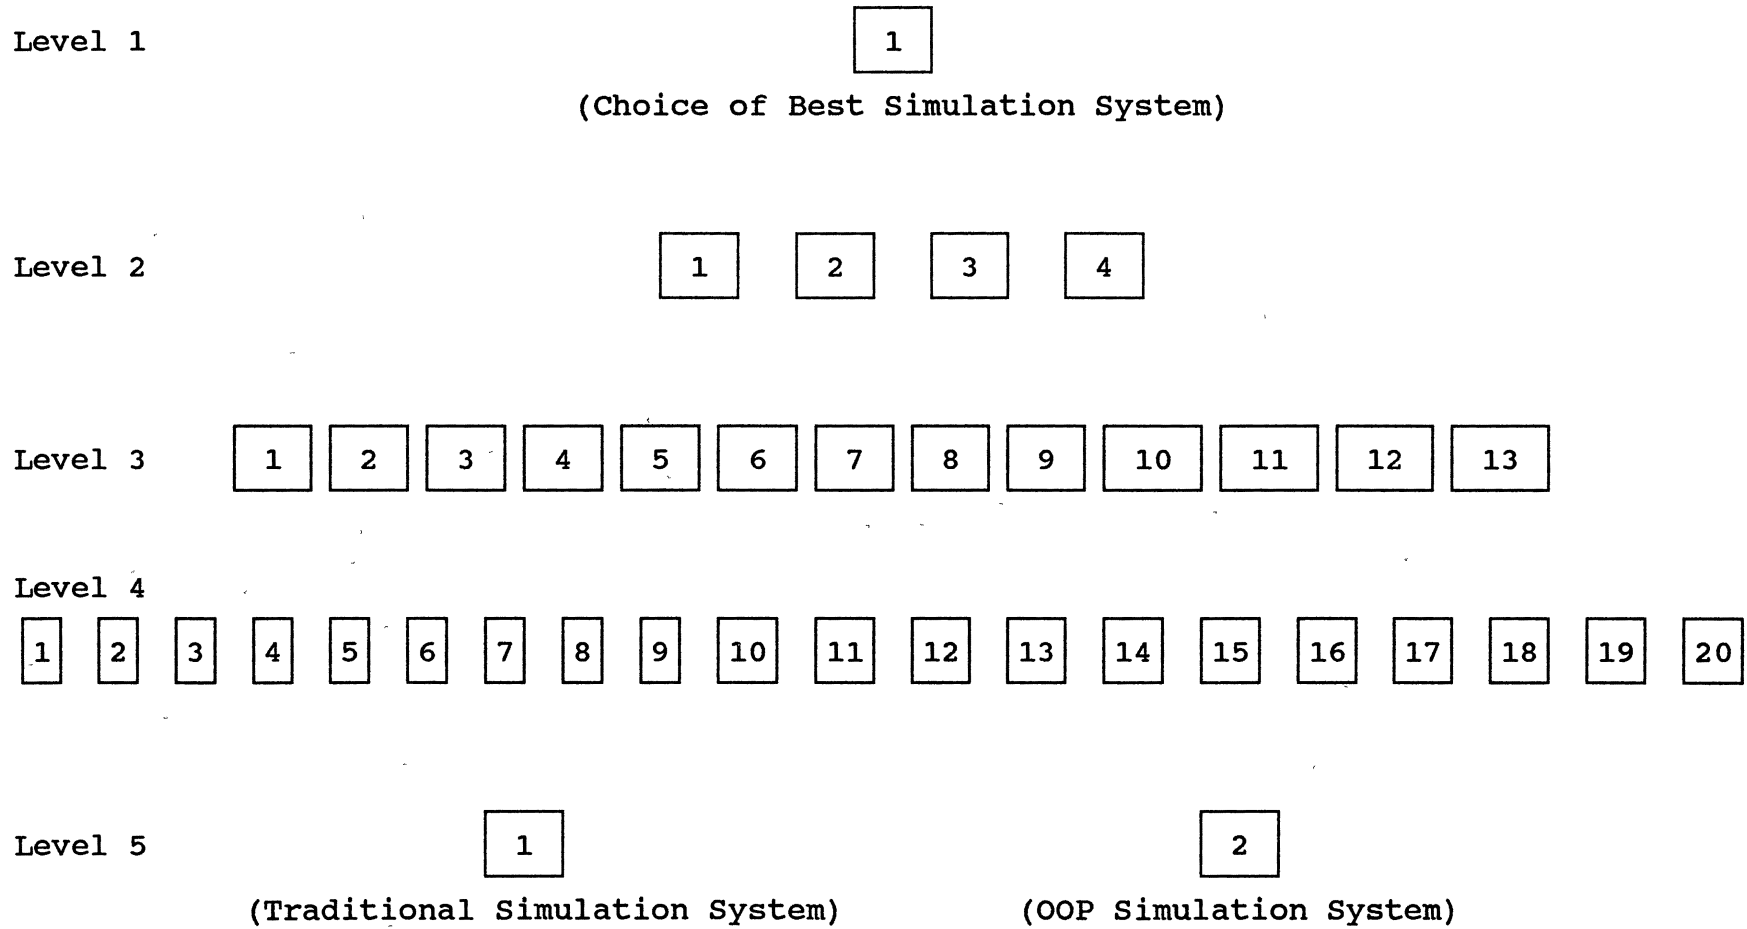 Level 1 1
(Choice of Best Simulation System)
Level 2 1 2 3 4
Level 3 1 2 3 4 5 6 7 8 9 10 11 12 13
Level 4
1 2 3 4 5 6 7 8 9 10 11 12 13 14 15 16 17 18 19 20
Level 5 1 2
(Traditional Simulation System) (OOP Simulation System)